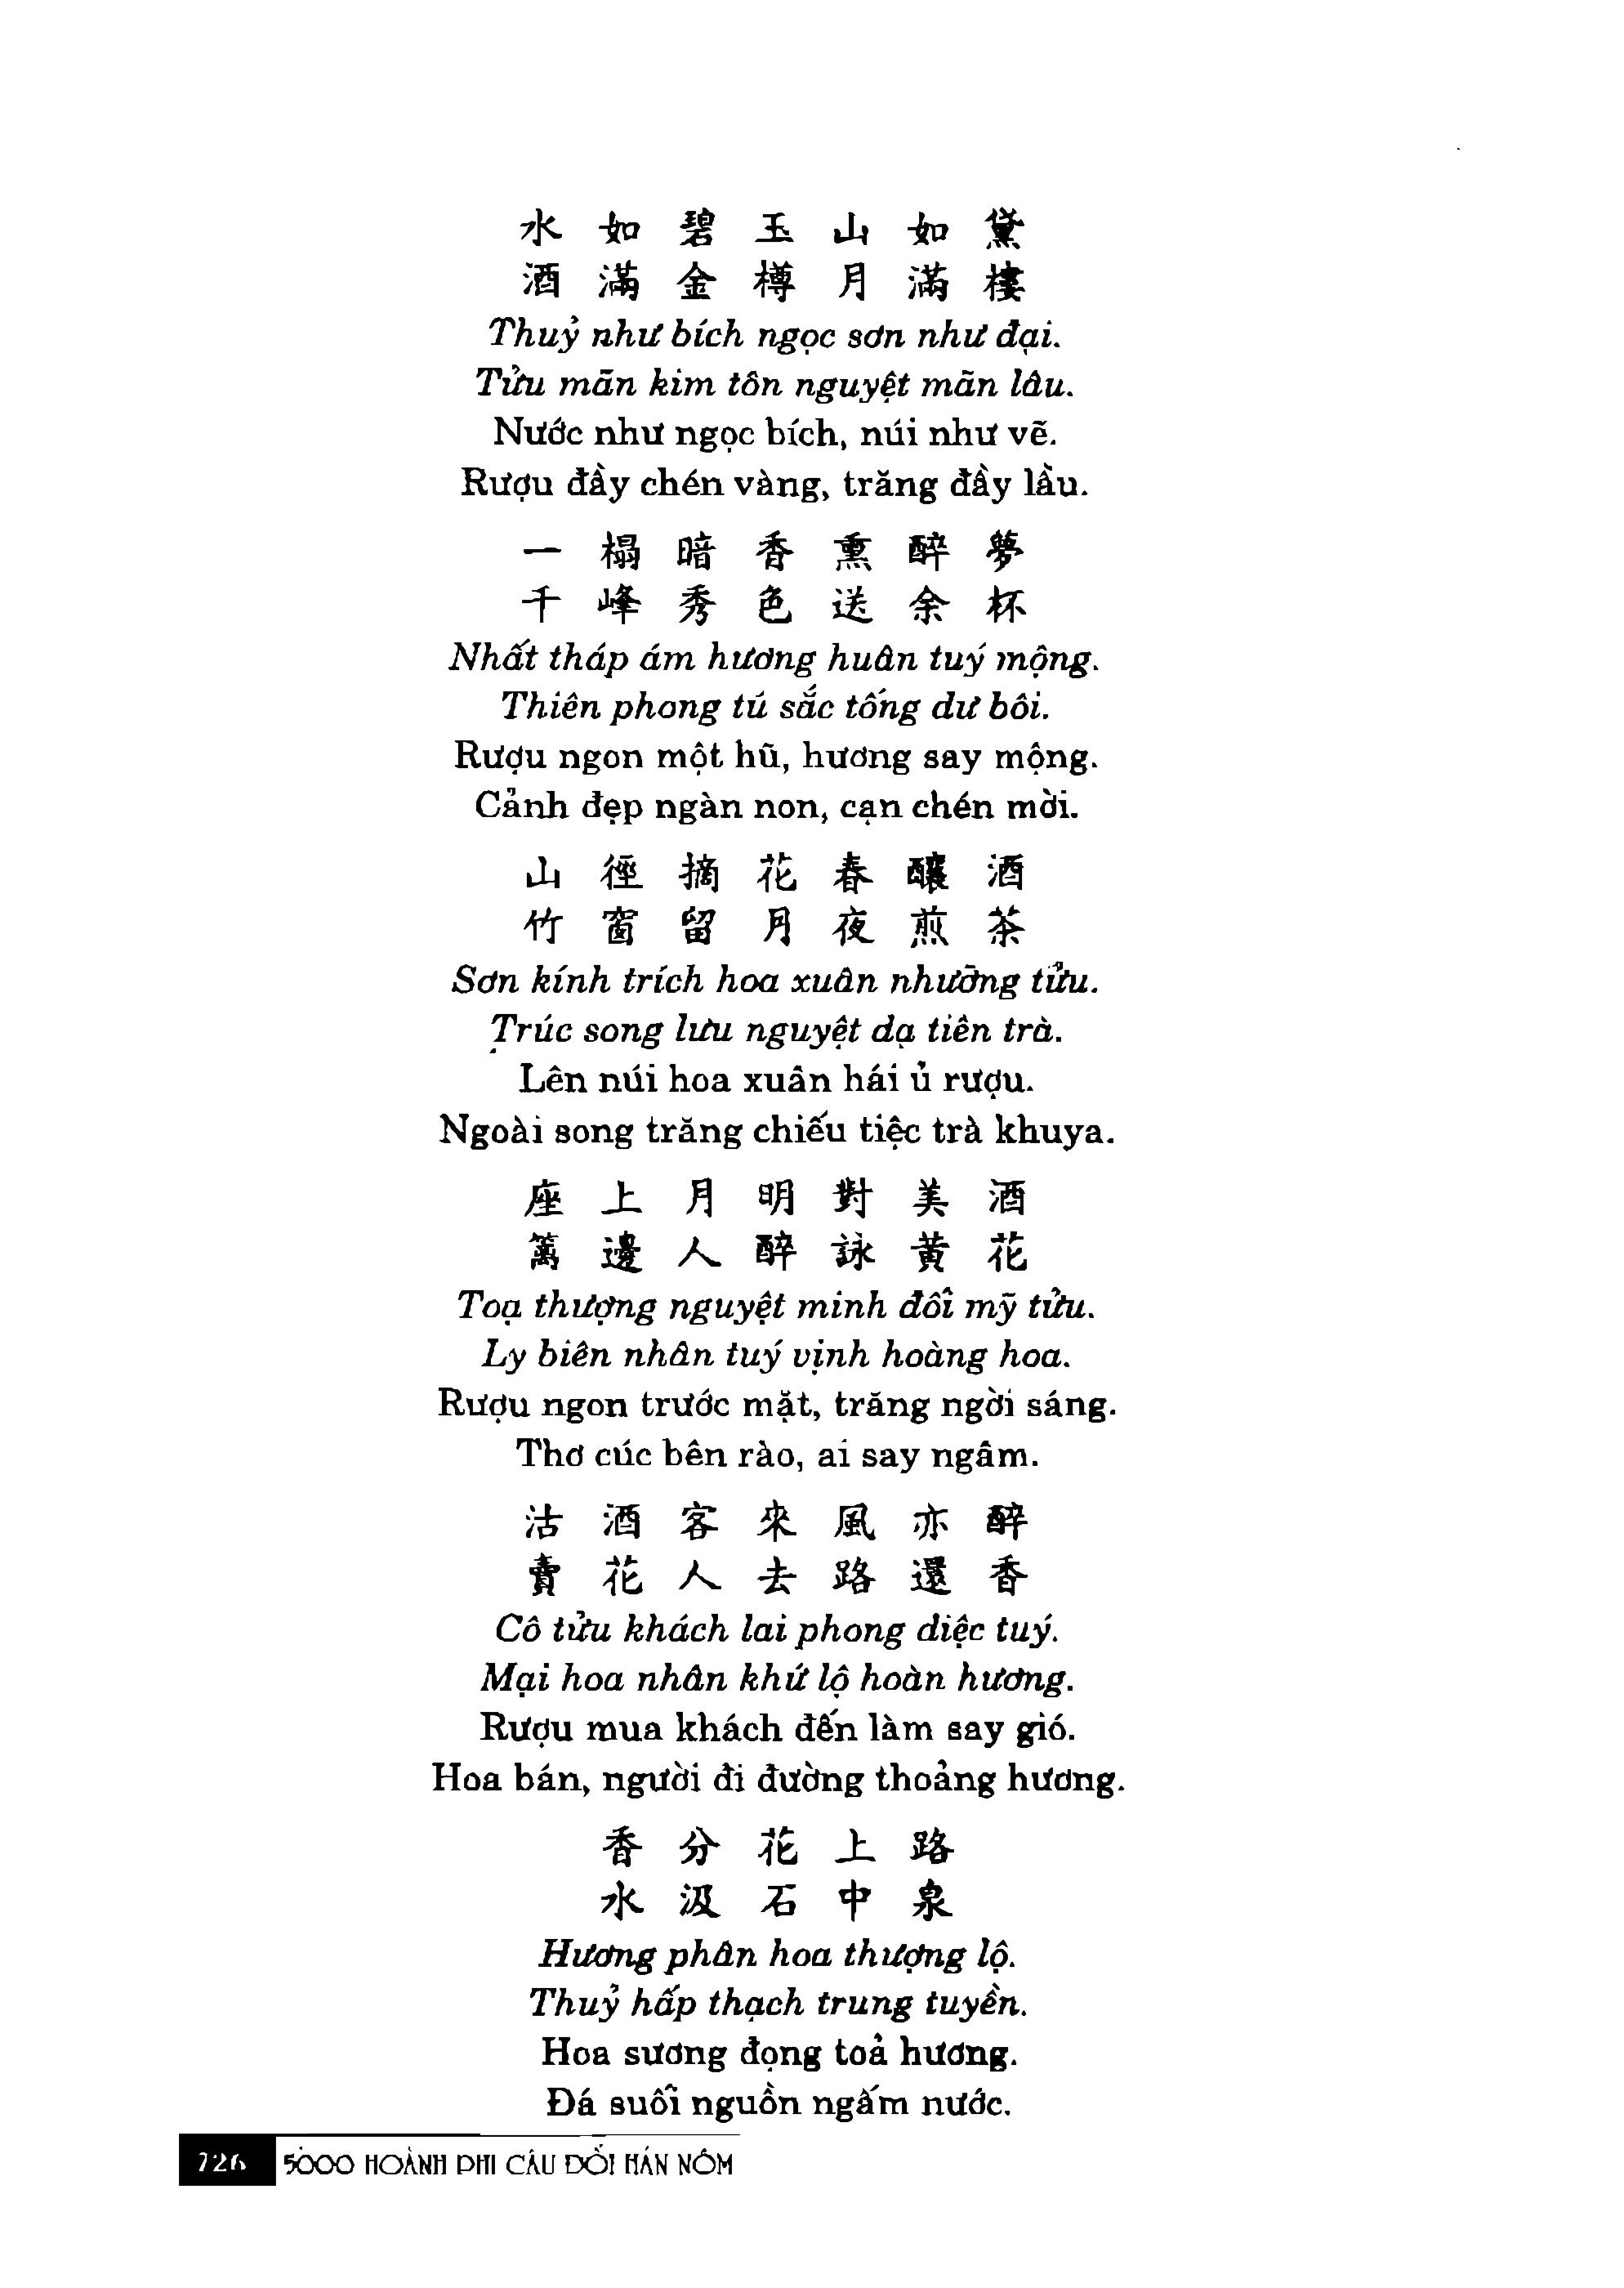 水如碧玉山如黛
酒滿金樽月滿樓
Thuỷ như bích ngọc sơn như đại.
Tửu mãn kim tôn nguyệt mãn lâu.
Nước như ngọc bích, núi như vẽ.
Rượu đầy chén vàng, trăng đầy lầu.
一榻暗香熏醉夢
千峰秀色送余杯
Nhất tháp ám hương huân tuý mộng.
Thiên phong tú sắc tống dư bôi.
Rượu ngon một hũ, hương say mộng.
Cảnh đẹp ngàn non, cạn chén mời.
山徑摘花春釀酒
竹窗留月夜煎茶
Sơn kính trích hoa xuân nhưỡng tửu.
Trúc song lưu nguyệt dạ tiên trà.
Lên núi hoa xuân hái ủ rượu.
Ngoài song trăng chiếu tiệc trà khuya.
座上月明對美酒
籬邊人醉詠黃花
Toạ thượng nguyệt minh đối mỹ tửu.
Ly biên nhân tuý vịnh hoàng hoa.
Rượu ngon trước mặt, trăng ngời sáng.
Thơ cúc bên rào, ai say ngâm.
沽酒客來風亦醉
賣花人去路還香
Cô tửu khách lai phong diệc tuý.
Mại hoa nhân khứ lộ hoàn hương.
Rượu mua khách đến làm say gió.
Hoa bán, người đi đường thoảng hương.
香分花上路
水汲石中泉
Hương phân hoa thượng lộ.
Thuỷ hấp thạch trung tuyền.
Hoa sương đọng toả hương.
Đá suối nguồn ngấm nước.
726 5000 HOÀNH PHI CÂU ĐỐI HÁN NÔM